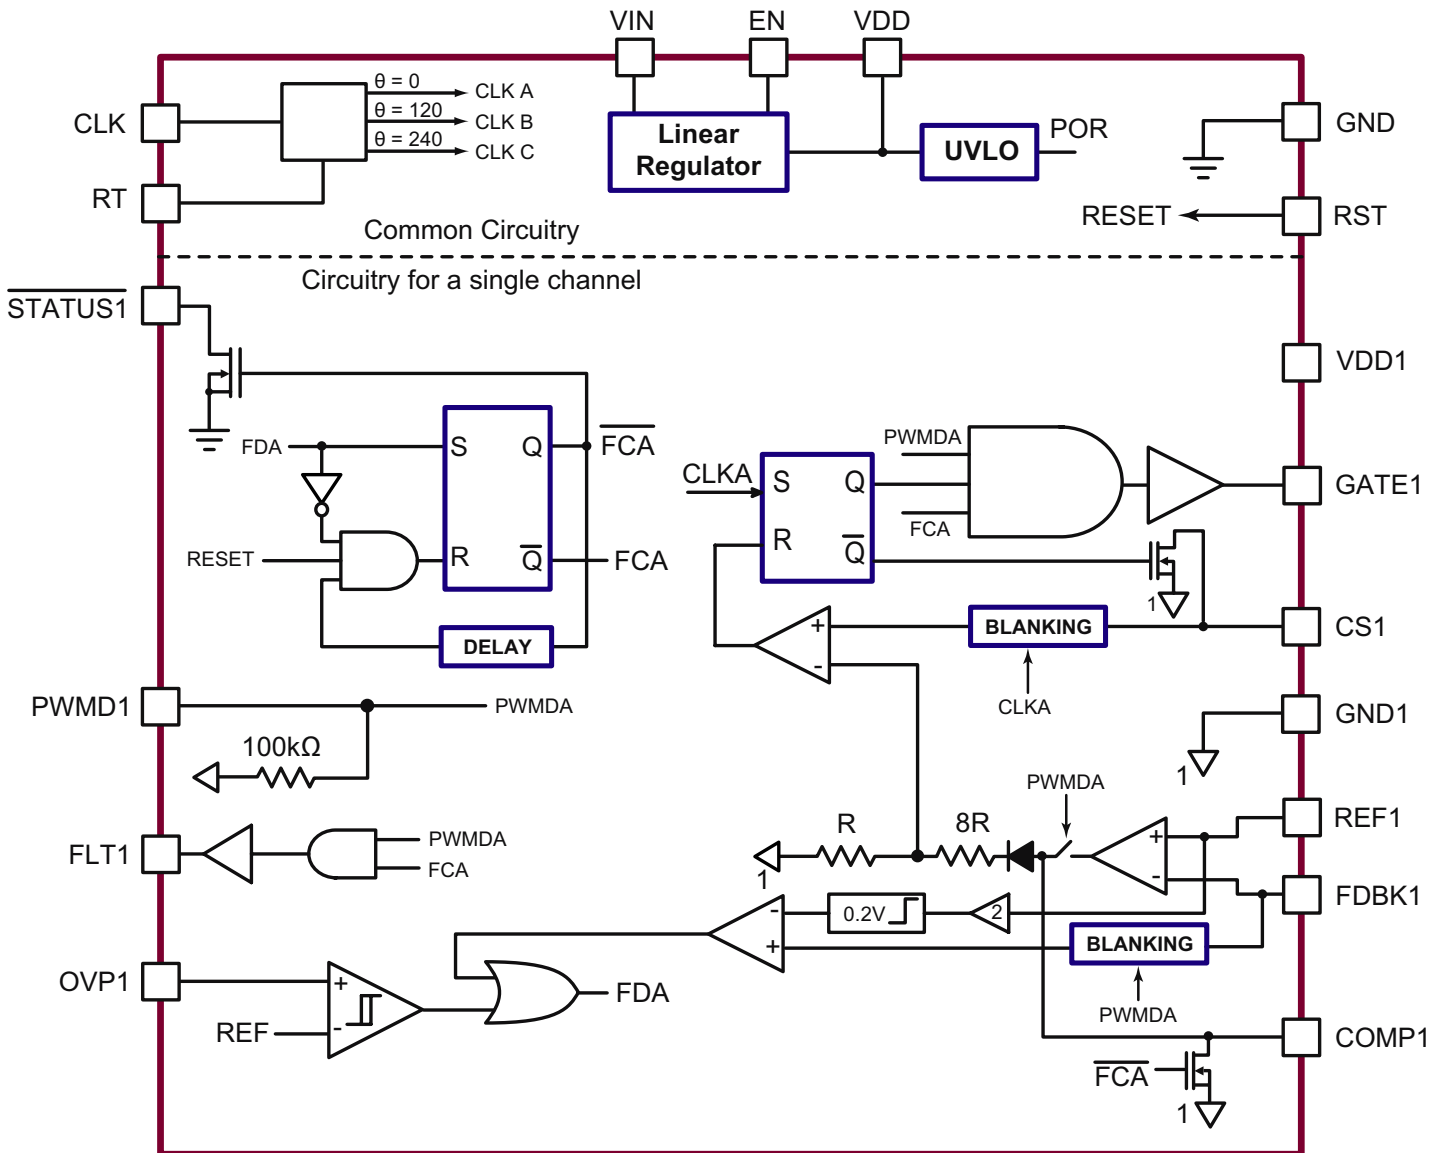 VIN EN VDD
CLK
θ = 0 CLK A
θ = 120 CLK B
θ = 240 CLK C
Linear
Regulator
UVLO
POR
GND
RT
RESET RST
Common Circuitry
Circuitry for a single channel
STATUS1
VDD1
FDA S Q FCA
RESET R Q FCA
DELAY
CLKA S Q
R Q
PWMDA
FCA
GATE1
1
+
-
BLANKING
CLKA
CS1
PWMD1 PWMDA
100kΩ
GND1
1
PWMDA
REF1
R 8R
1
+
-
FLT1
PWMDA
FCA
FDBK1
-
+
0.2V
2
BLANKING
PWMDA
OVP1
+
-
REF
FDA
COMP1
FCA
1